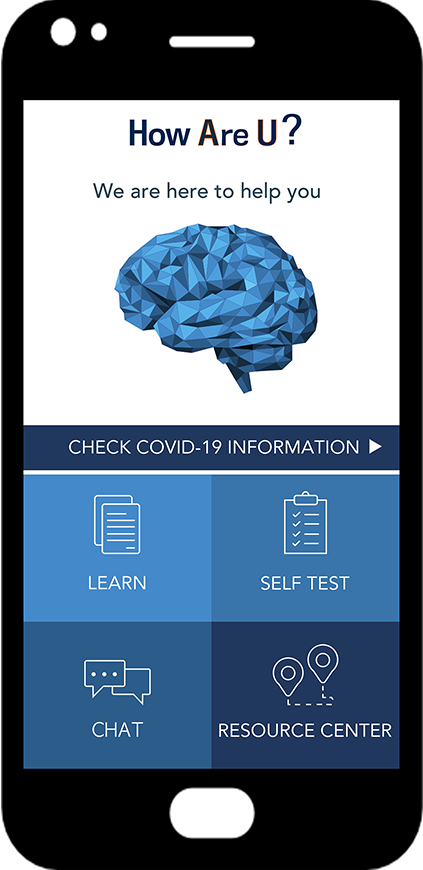 How Are U?
We are here to help you
CHECK COVID-19 INFORMATION
LEARN
SELF TEST
CHAT
RESOURCE CENTER